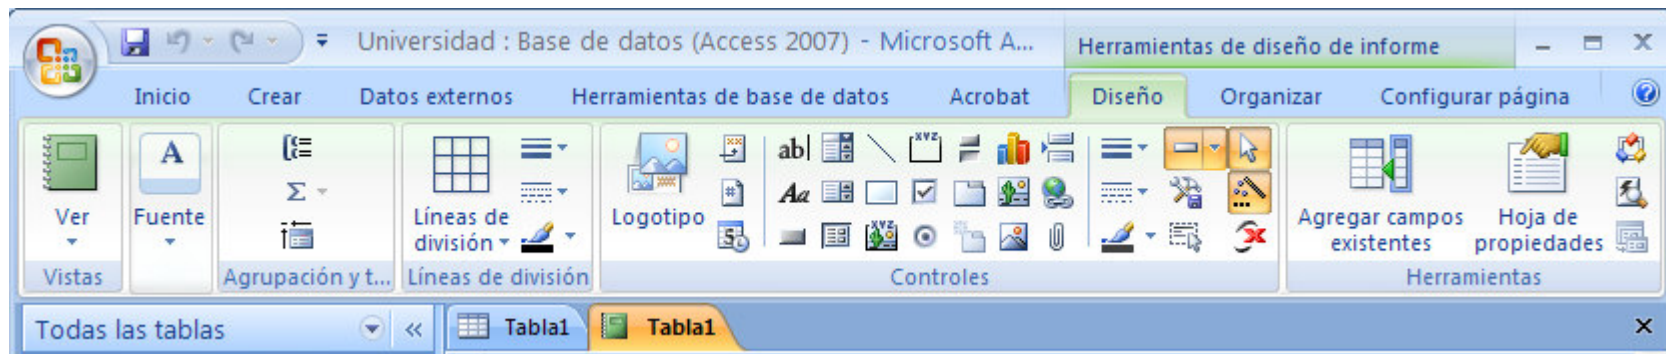 Universidad : Base de datos (Access 2007) - Microsoft A...
Herramientas de diseño de informe
Inicio Crear Datos externos Herramientas de base de datos Acrobat Diseño Organizar Configurar página
Ver
Fuente
Líneas de
división
Logotipo
ab|
Aa
Agregar campos
existentes
Hoja de
propiedades
Vistas
Agrupación y t...
Líneas de división
Controles
Herramientas
Todas las tablas
Tabla1
Tabla1